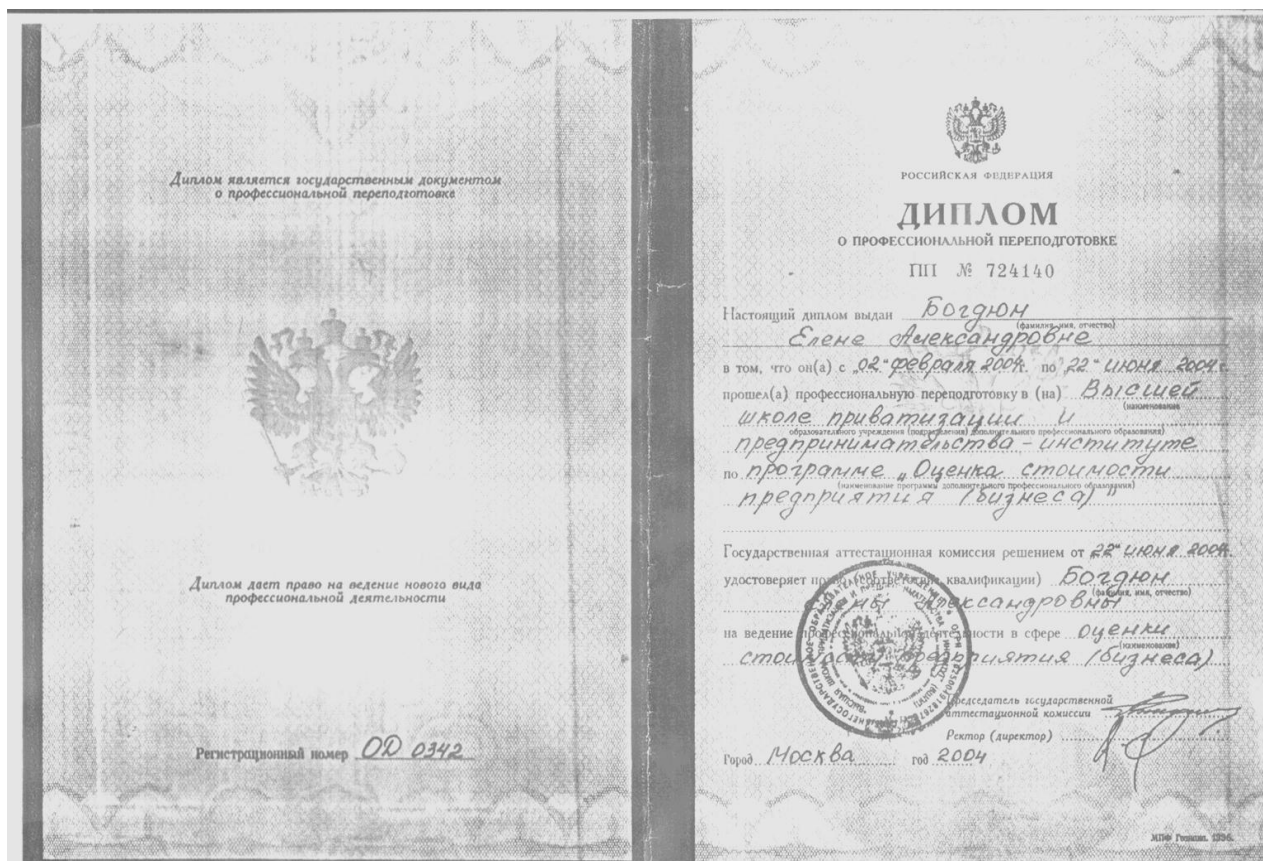 Диплом является государственным документом
о профессиональной переподготовке
Диплом дает право на ведение нового вида
профессиональной деятельности
Регистрационный номер ОД 0342
РОССИЙСКАЯ ФЕДЕРАЦИЯ
ДИПЛОМ
О ПРОФЕССИОНАЛЬНОЙ ПЕРЕПОДГОТОВКЕ
ПП № 724140
Настоящий диплом выдан Богдюн
(фамилия, имя, отчество)
Елене Александровне
в том, что он(а) с „02“ февраля 2004г. по „22“ июня 2004 г.
прошел(а) профессиональную переподготовку в (на) Высшей
(наименование
школе приватизации и
образовательного учреждения (подразделения) дополнительного профессионального образования)
предпринимательства - институте
по программе „Оценка стоимости
(наименование программы дополнительного профессионального образования)
предприятия (бизнеса)"
Государственная аттестационная комиссия решением от „22“ июня 2004г.
удостоверяет право (соответствие квалификации) Богдюн
(фамилия, имя, отчество)
Елены Александровны
на ведение профессиональной деятельности в сфере оценки
(наименование)
стоимости предприятия (бизнеса)
Председатель государственной
аттестационной комиссии
Ректор (директор)
Город Москва год 2004
МПФ Гознака. 1996.